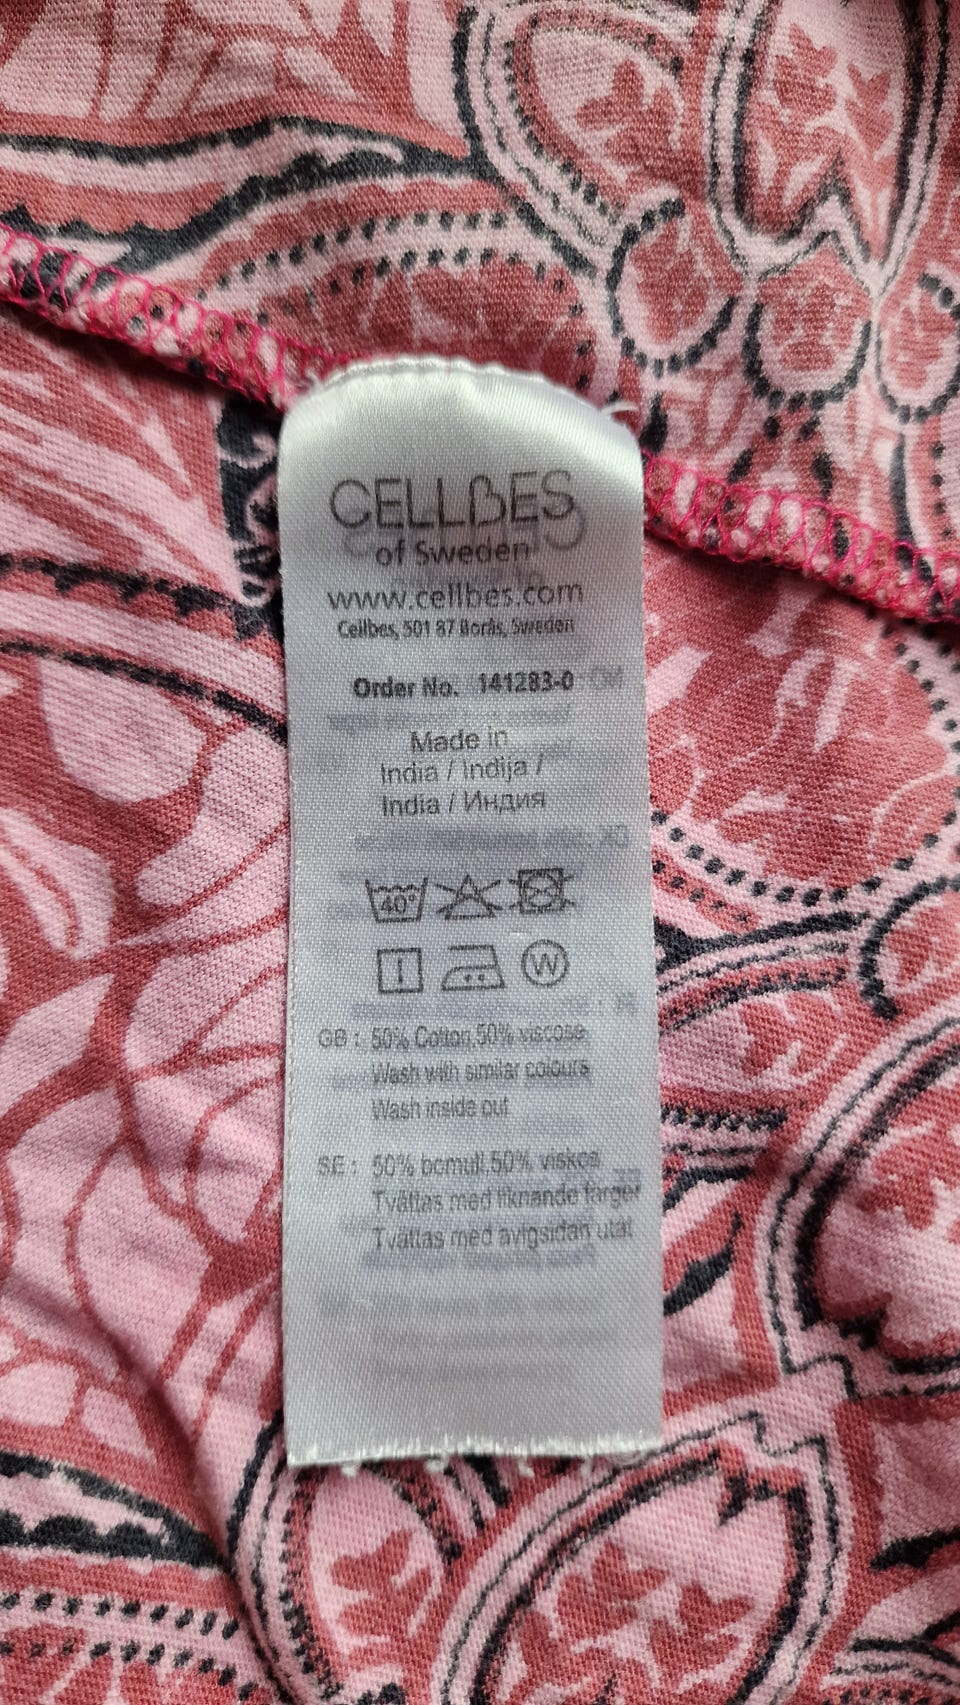 CELLBES
of Sweden
www.cellbes.com
Cellbes, 501 87 Borås, Sweden
Order No. 141283-0
Made in
India / Indija /
India / Индия
40°
W
GB : 50% Cotton,50% viscose
Wash with similar colours
Wash inside out
SE : 50% bomull,50% viskos
Tvättas med liknande färger
Tvättas med avigsidan utåt